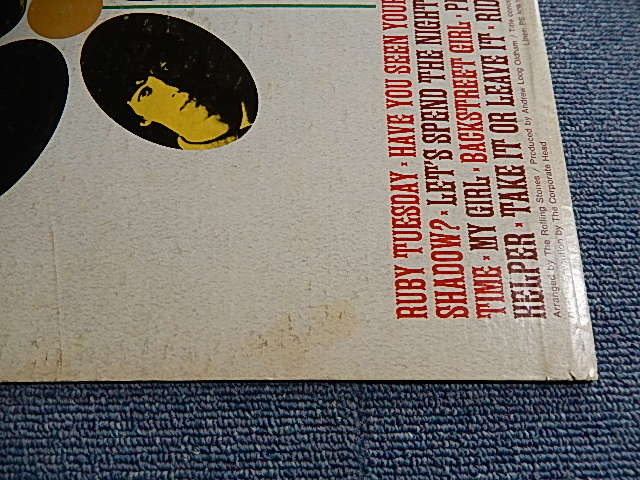 RUBY TUESDAY * HAVE YOU SEEN YOUR
SHADOW? * LET'S SPEND THE NIGHT
TIME * MY GIRL * BACKSTREET GIRL *
HELPER * TAKE IT OR LEAVE IT * RID
Arranged by The Rolling Stones / Produced by Andrew Loog Oldham /
by The Corporate Head